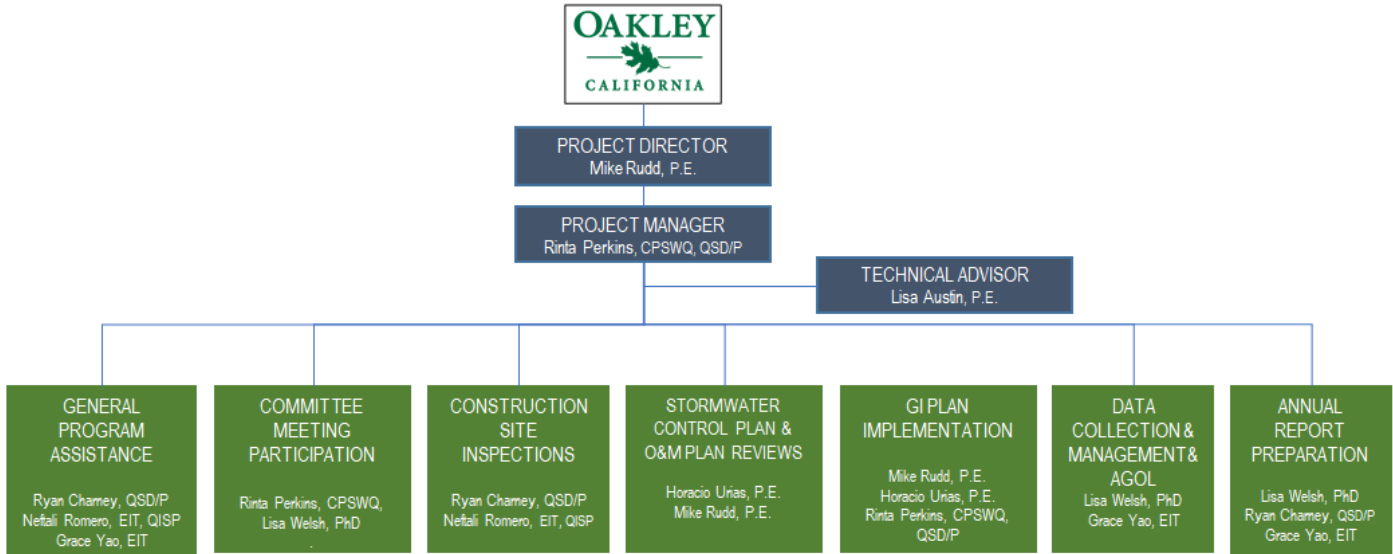 OAKLEY
CALIFORNIA
PROJECT DIRECTOR
Mike Rudd, P.E.
PROJECT MANAGER
Rinta Perkins, CPSWQ, QSD/P
TECHNICAL ADVISOR
Lisa Austin, P.E.
GENERAL
PROGRAM
ASSISTANCE
Ryan Charney, QSD/P
Neftali Romero, EIT, QISP
Grace Yao, EIT
COMMITTEE
MEETING
PARTICIPATION
Rinta Perkins, CPSWQ,
Lisa Welsh, PhD
.
CONSTRUCTION
SITE
INSPECTIONS
Ryan Charney, QSD/P
Neftali Romero, EIT, QISP
STORMWATER
CONTROL PLAN &
O&M PLAN REVIEWS
Horacio Urias, P.E.
Mike Rudd, P.E.
GI PLAN
IMPLEMENTATION
Mike Rudd, P.E.
Horacio Urias, P.E.
Rinta Perkins, CPSWQ,
QSD/P
DATA
COLLECTION &
MANAGEMENT &
AGOL
Lisa Welsh, PhD
Grace Yao, EIT
ANNUAL
REPORT
PREPARATION
Lisa Welsh, PhD
Ryan Charney, QSD/P
Grace Yao, EIT